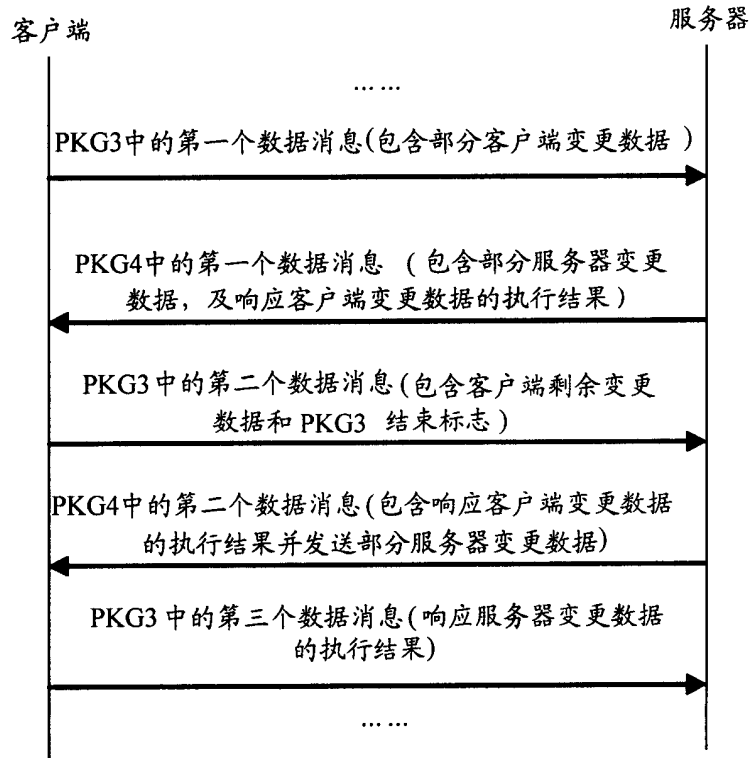 客户端
服务器
... ...
PKG3中的第一个数据消息(包含部分客户端变更数据 )
PKG4中的第一个数据消息 ( 包含部分服务器变更
数据，及响应客户端变更数据的执行结果 )
PKG3中的第二个数据消息(包含客户端剩余变更
数据和 PKG3 结束标志 )
PKG4中的第二个数据消息(包含响应客户端变更数据
的执行结果并发送部分服务器变更数据)
PKG3 中的第三个数据消息(响应服务器变更数据
的执行结果)
... ...